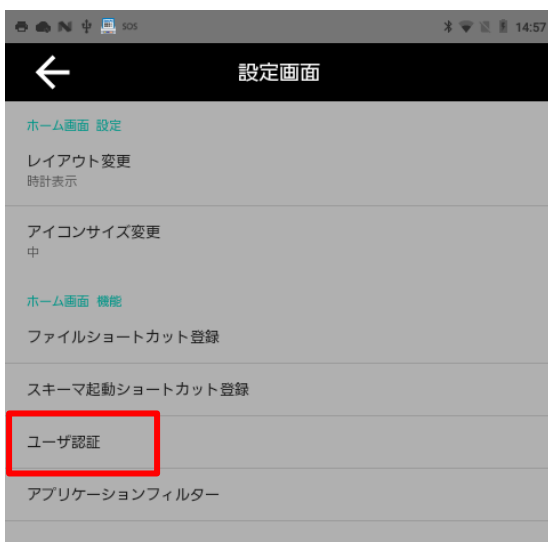 SOS 14:57
設定画面
ホーム画面 設定
レイアウト変更
時計表示
アイコンサイズ変更
中
ホーム画面 機能
ファイルショートカット登録
スキーマ起動ショートカット登録
ユーザ認証
アプリケーションフィルター